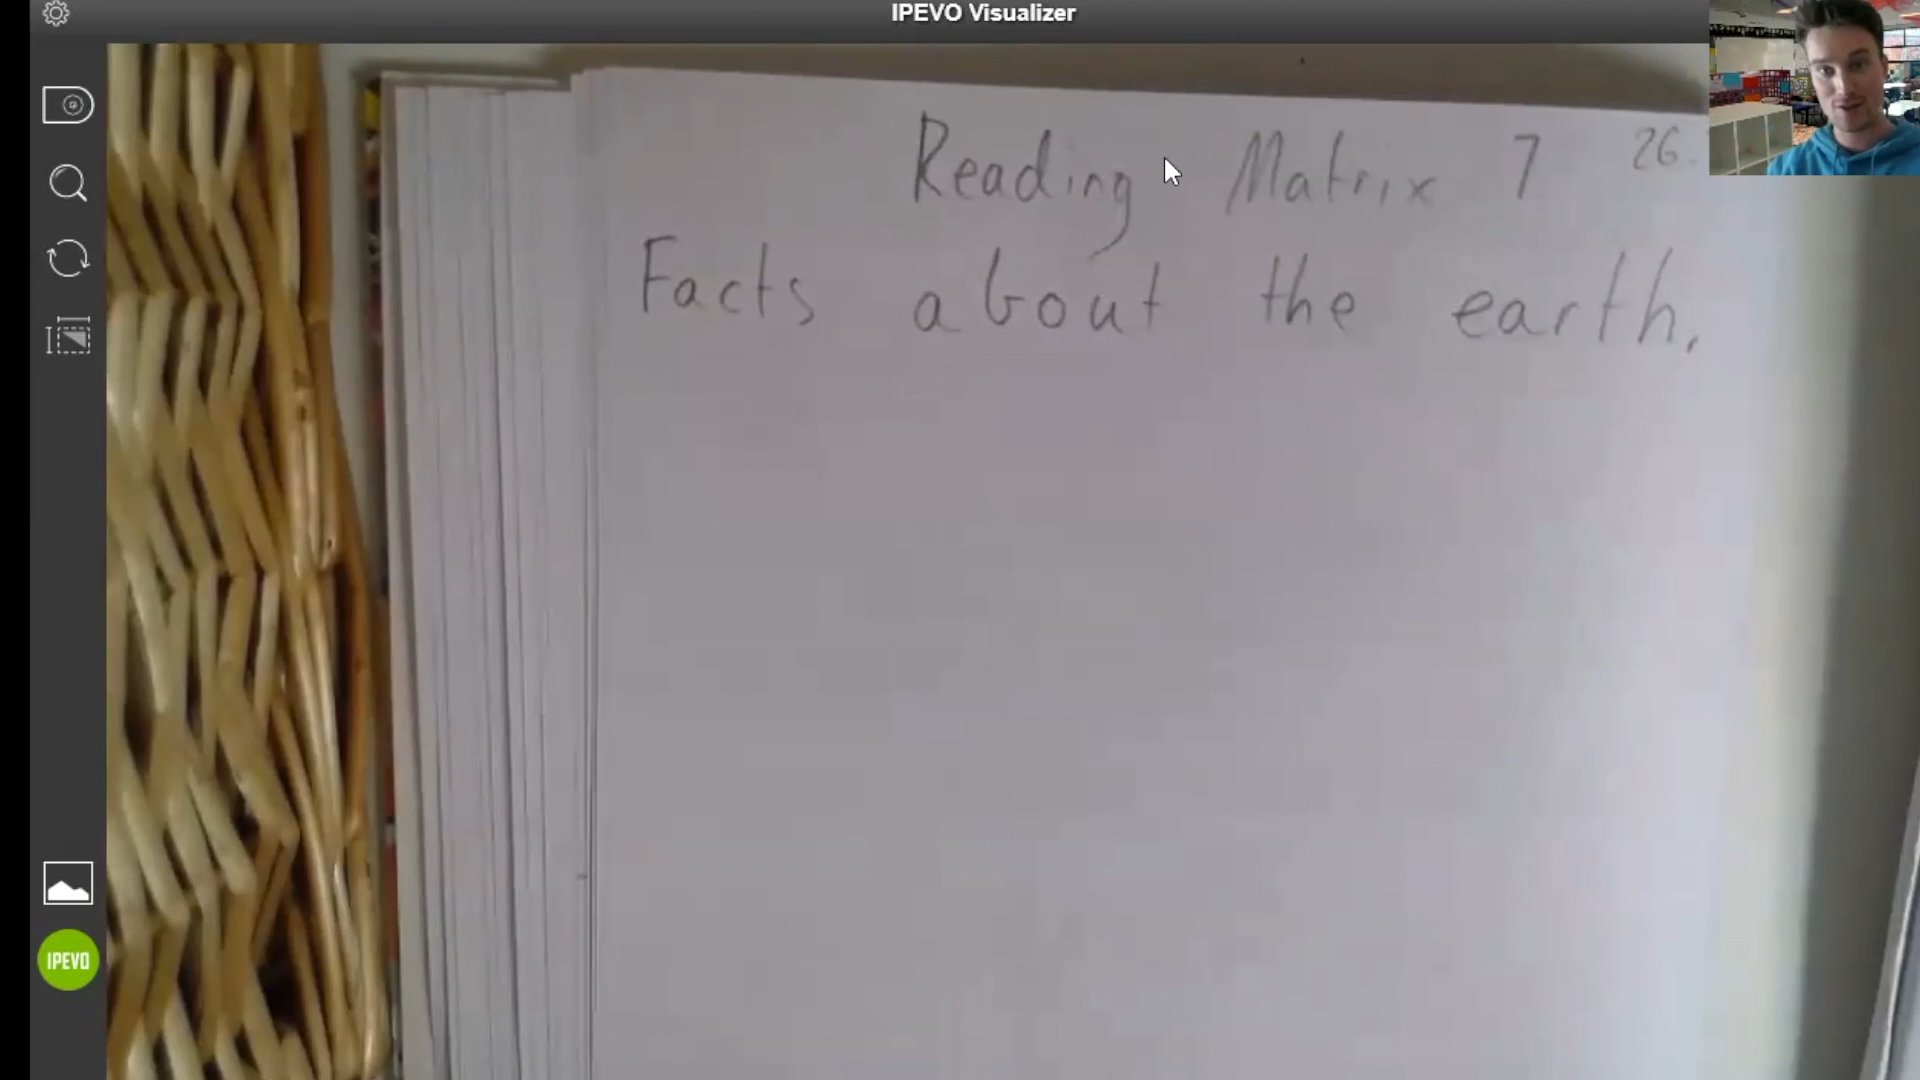 IPEVO Visualizer
Reading Matrix 7 26.
Facts about the earth.
IPEVO